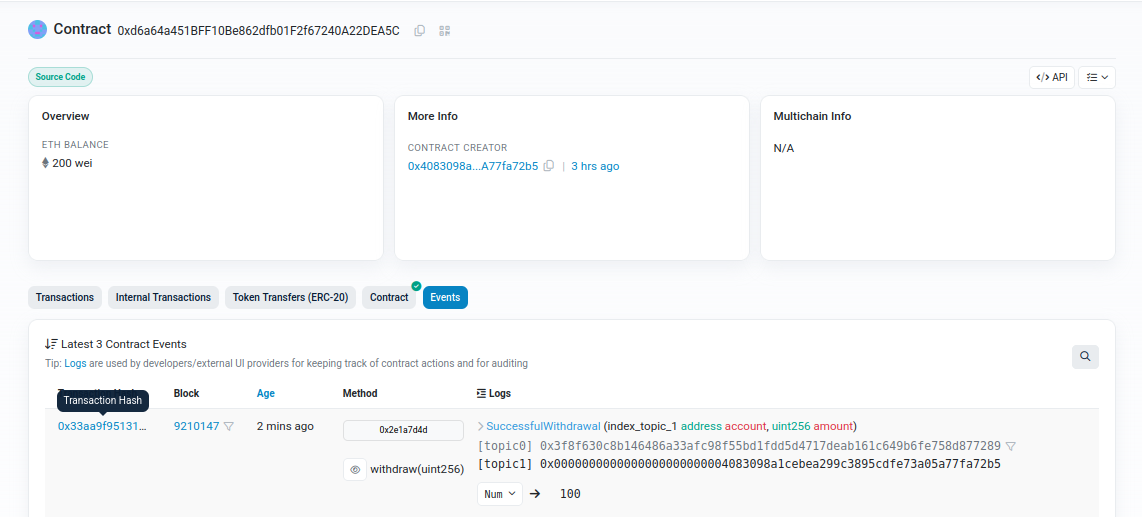 Contract 0xd6a64a451BFF10Be862dfb01F2f67240A22DEA5C
Source Code
</> API
Overview
ETH BALANCE
200 wei
More Info
CONTRACT CREATOR
0x4083098a...A77fa72b5 | 3 hrs ago
Multichain Info
N/A
Transactions Internal Transactions Token Transfers (ERC-20) Contract Events
Latest 3 Contract Events
Tip: Logs are used by developers/external UI providers for keeping track of contract actions and for auditing
Block Age Method Logs
Transaction Hash
0x33aa9f95131... 9210147 2 mins ago 0x2e1a7d4d SuccessfulWithdrawal (index_topic_1 address account, uint256 amount)
[topic0] 0x3f8f630c8b146486a33afc98f55bd1fdd5d4717deab161c649b6fe758d877289
withdraw(uint256) [topic1] 0x0000000000000000000000004083098a1cebea299c3895cdfe73a05a77fa72b5
Num → 100